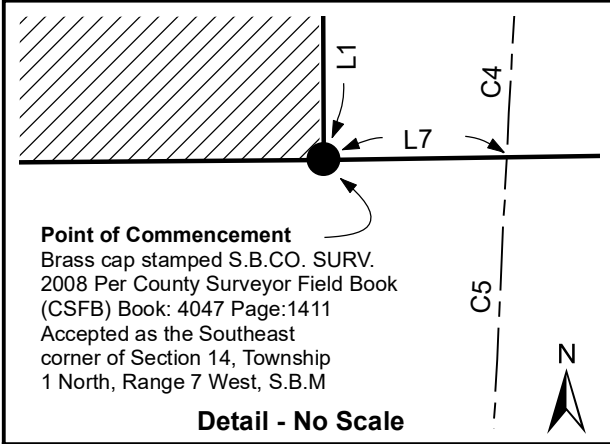 L1
C4
L7
Point of Commencement
Brass cap stamped S.B.CO. SURV.
2008 Per County Surveyor Field Book
(CSFB) Book: 4047 Page:1411
Accepted as the Southeast
corner of Section 14, Township
1 North, Range 7 West, S.B.M
C5
N
Detail - No Scale